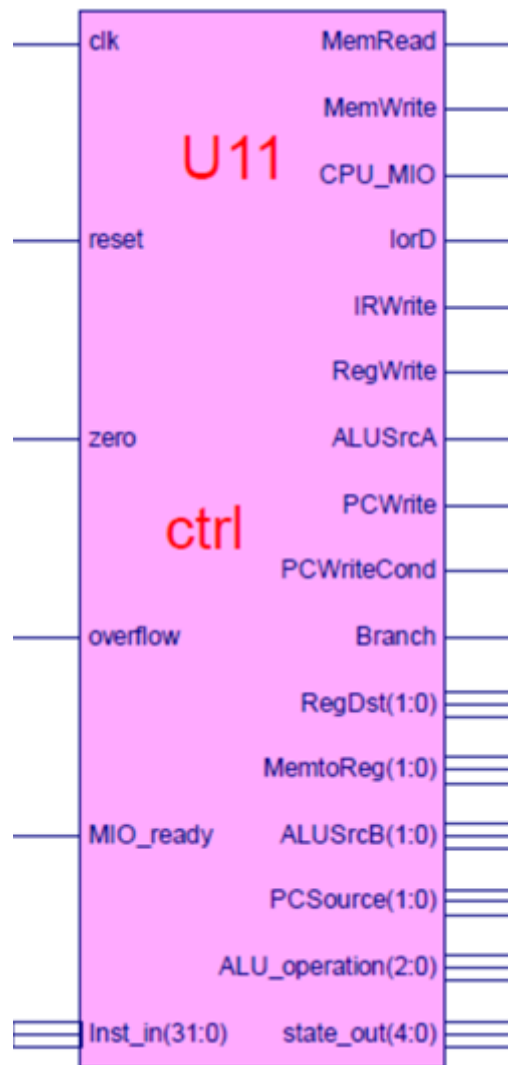 clk MemRead
MemWrite
U11
CPU_MIO
reset IorD
IRWrite
RegWrite
zero ALUSrcA
PCWrite
ctrl
PCWriteCond
overflow Branch
RegDst(1:0)
MemtoReg(1:0)
MIO_ready ALUSrcB(1:0)
PCSource(1:0)
ALU_operation(2:0)
Inst_in(31:0) state_out(4:0)